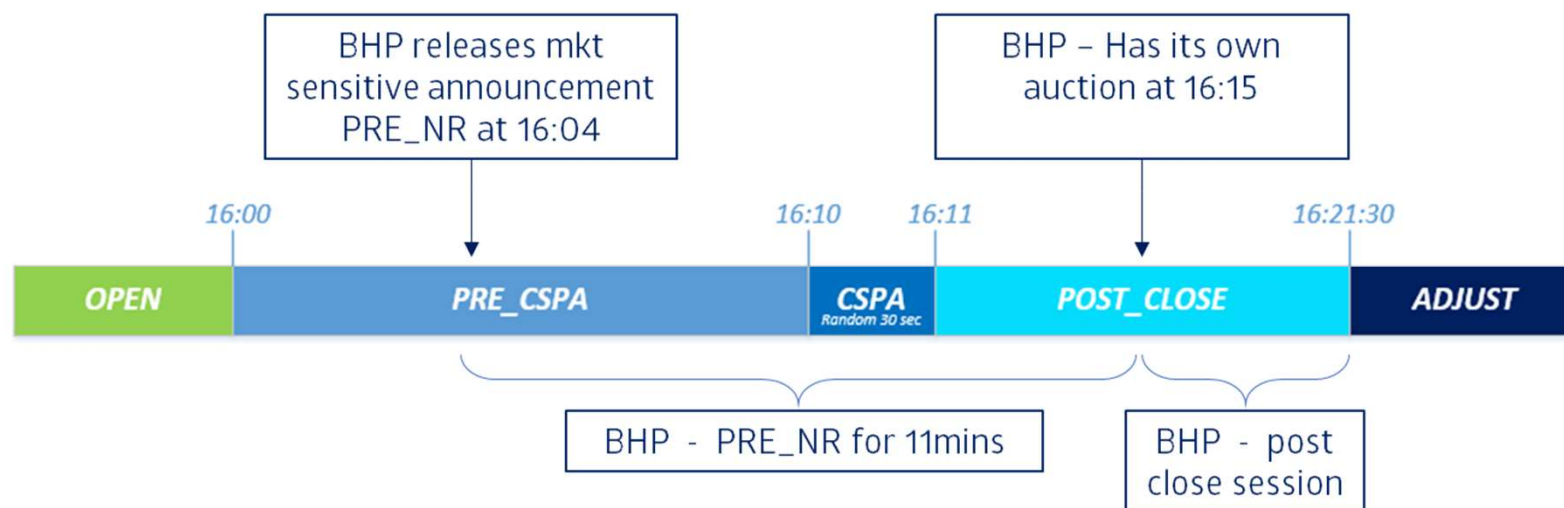 BHP releases mkt
sensitive announcement
PRE_NR at 16:04
BHP – Has its own
auction at 16:15
16:00
16:10
16:11
16:21:30
OPEN
PRE_CSPA
CSPA
Random 30 sec
POST_CLOSE
ADJUST
BHP - PRE_NR for 11mins
BHP - post
close session